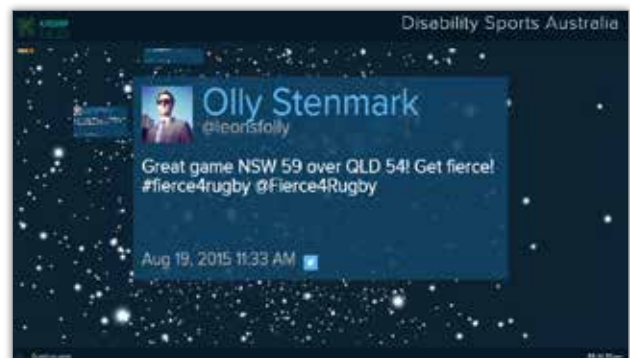 Disability Sports Australia
Olly Stenmark
@leonsfolly
Great game NSW 59 over QLD 54! Get fierce!
#fierce4rugby @Fierce4Rugby
Aug 19, 2015 11:33 AM